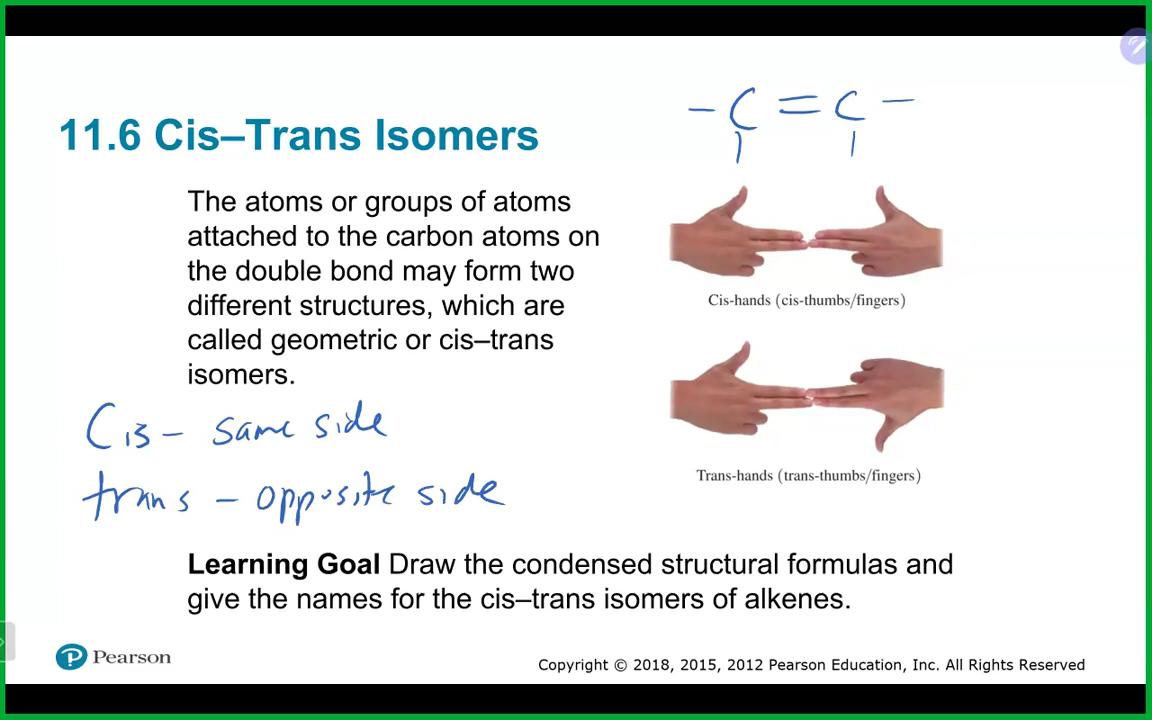 – C = C –
11.6 Cis–Trans Isomers
The atoms or groups of atoms
attached to the carbon atoms on
the double bond may form two
different structures, which are
called geometric or cis–trans
isomers.
Cis-hands (cis-thumbs/fingers)
Trans-hands (trans-thumbs/fingers)
Cis – same side
trans – opposite side
Learning Goal Draw the condensed structural formulas and
give the names for the cis–trans isomers of alkenes.
P Pearson
Copyright © 2018, 2015, 2012 Pearson Education, Inc. All Rights Reserved